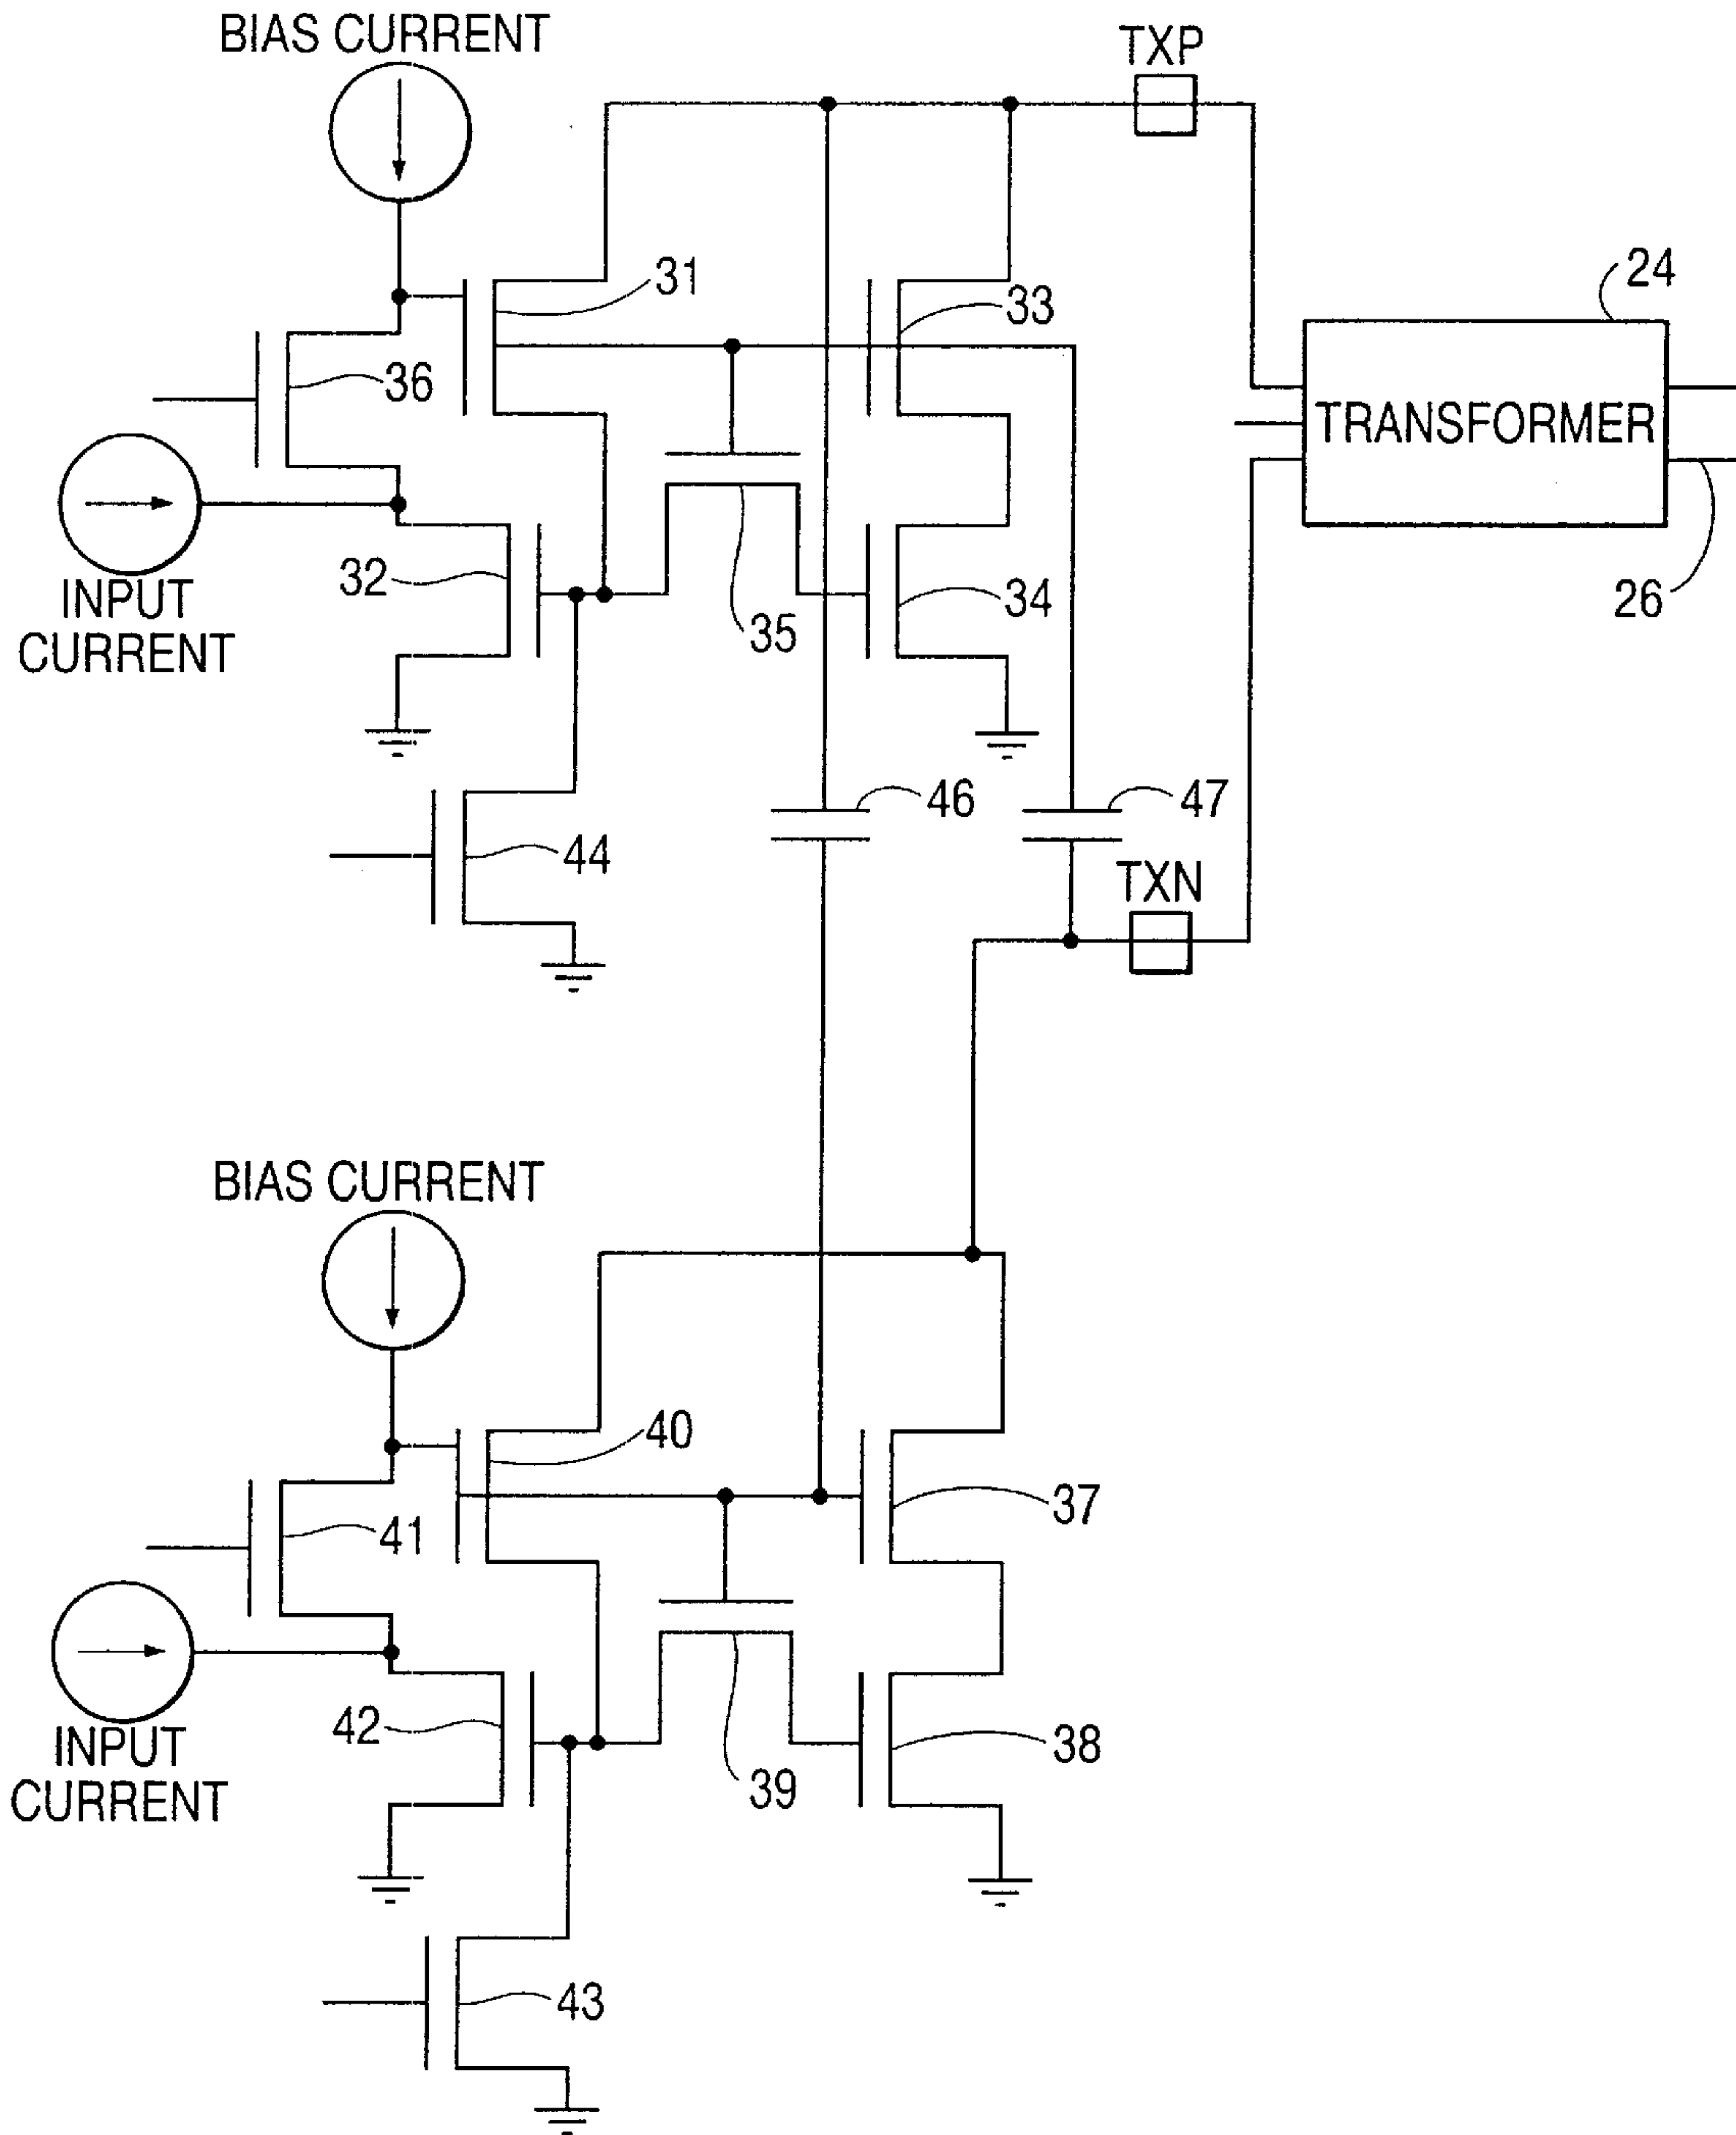 BIAS CURRENT
TXP
31
33
24
36
TRANSFORMER
INPUT
CURRENT
32
35
34
26
46
47
44
TXN
BIAS CURRENT
40
37
41
INPUT
CURRENT
42
39
38
43